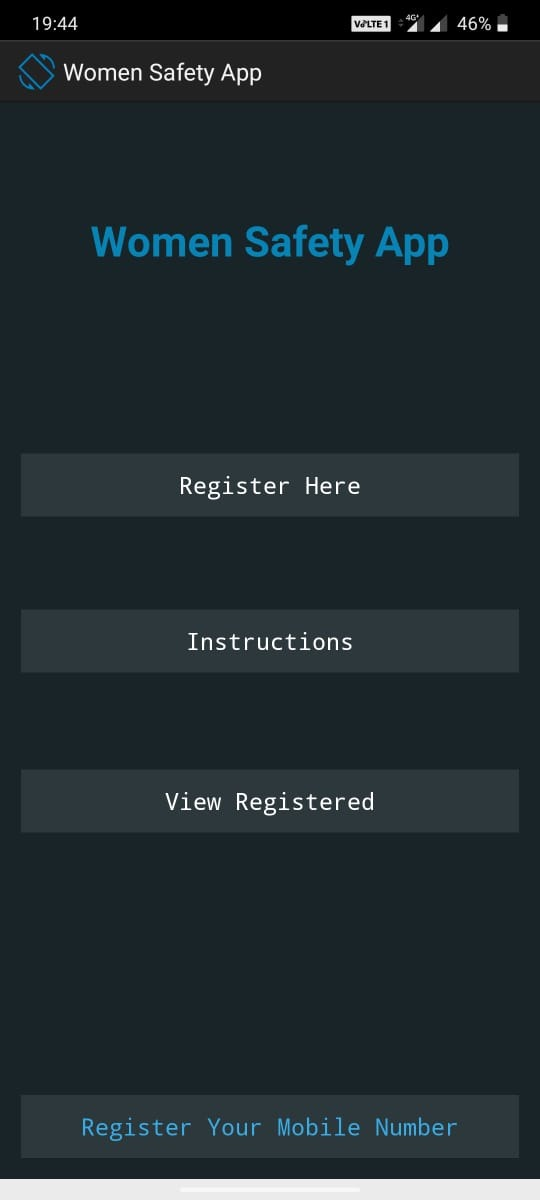 19:44 VoLTE 1 4G+ 46%
Women Safety App
Women Safety App
Register Here
Instructions
View Registered
Register Your Mobile Number